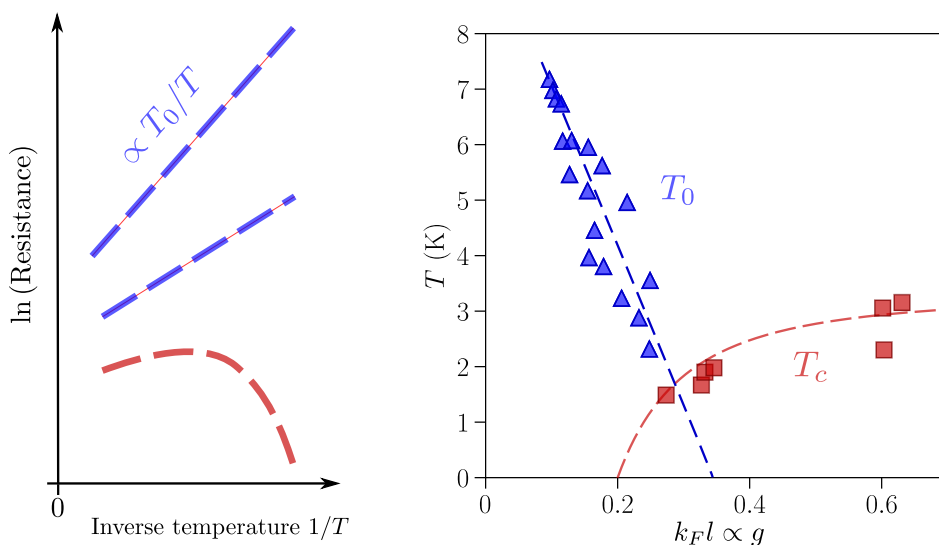 ∝ T₀/T
ln (Resistance)
0
Inverse temperature 1/T
8
7
6
5
4
3
2
1
0
T (K)
T₀
T_c
0
0.2
0.4
0.6
k_F l ∝ g